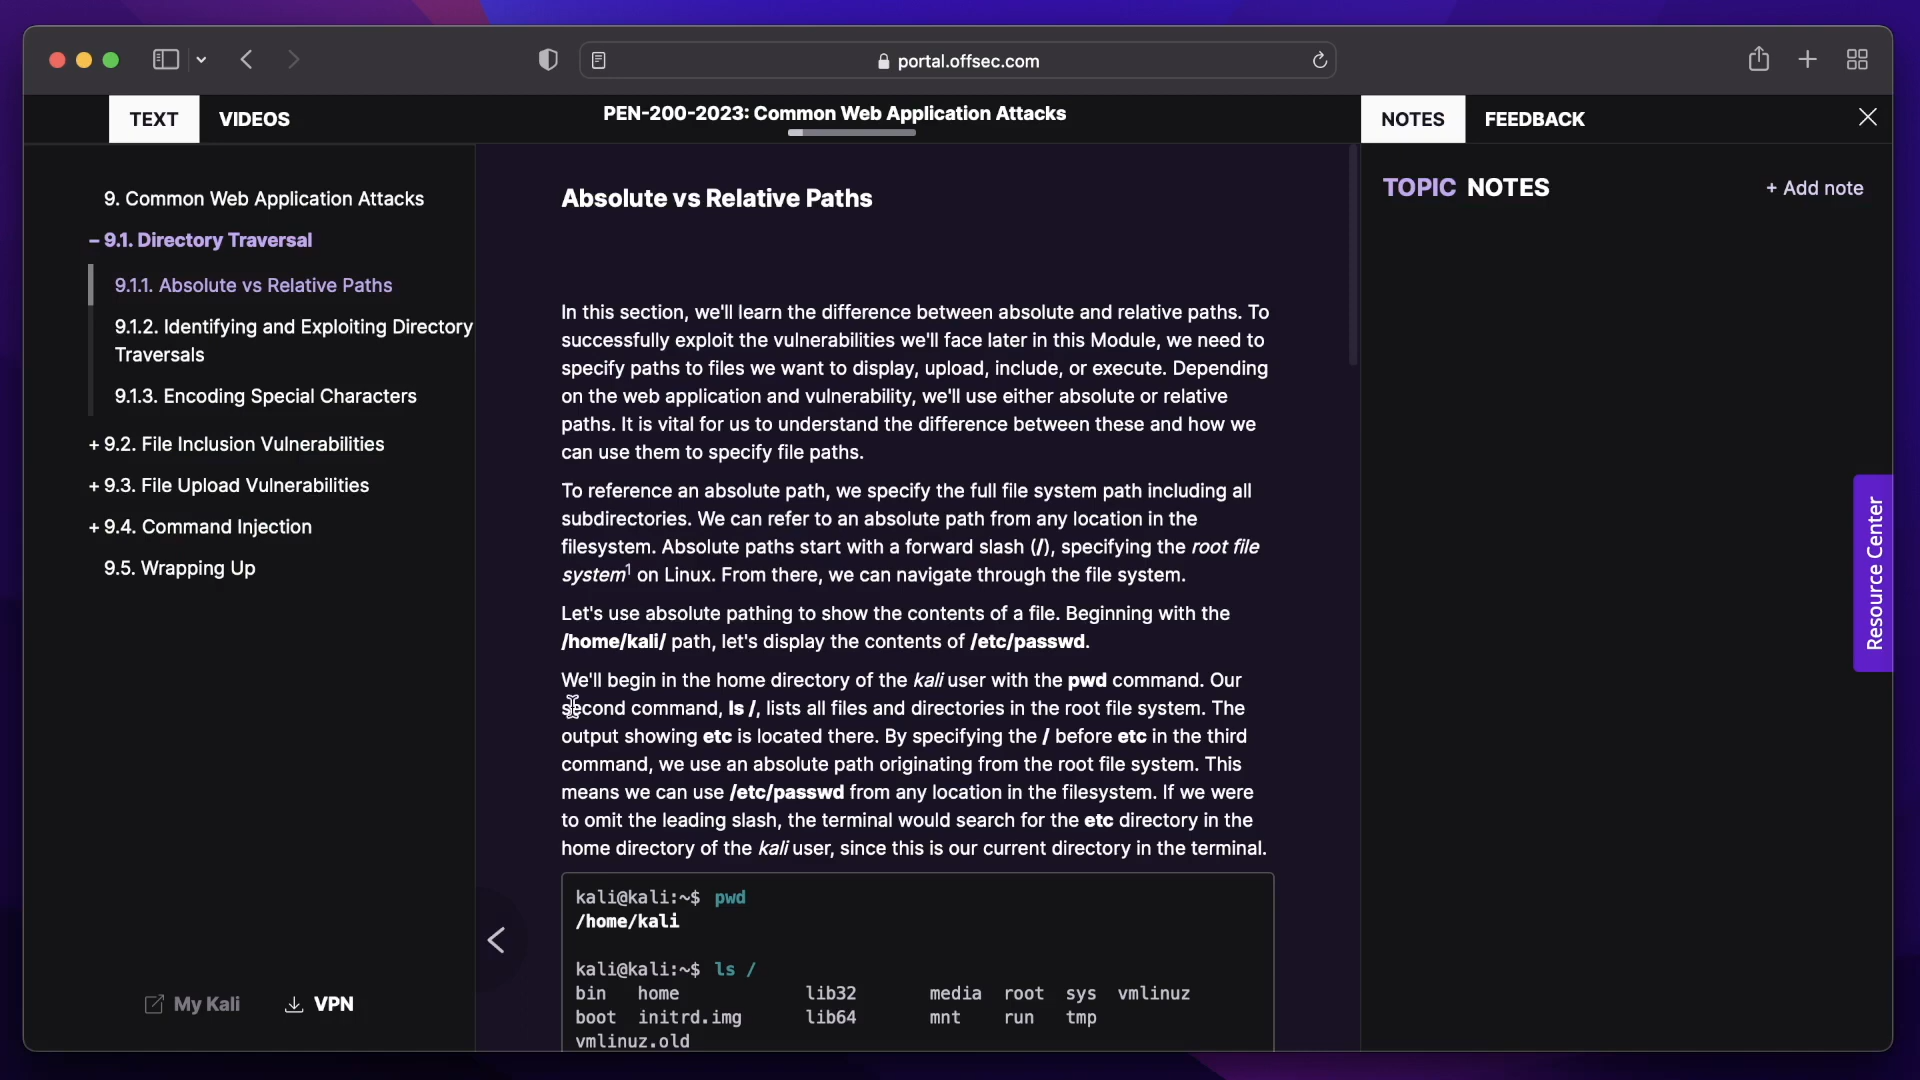 portal.offsec.com
TEXT
VIDEOS
PEN-200-2023: Common Web Application Attacks
NOTES
FEEDBACK
9. Common Web Application Attacks
– 9.1. Directory Traversal
9.1.1. Absolute vs Relative Paths
9.1.2. Identifying and Exploiting Directory
Traversals
9.1.3. Encoding Special Characters
+ 9.2. File Inclusion Vulnerabilities
+ 9.3. File Upload Vulnerabilities
+ 9.4. Command Injection
9.5. Wrapping Up
My Kali
VPN
Absolute vs Relative Paths
In this section, we'll learn the difference between absolute and relative paths. To
successfully exploit the vulnerabilities we'll face later in this Module, we need to
specify paths to files we want to display, upload, include, or execute. Depending
on the web application and vulnerability, we'll use either absolute or relative
paths. It is vital for us to understand the difference between these and how we
can use them to specify file paths.
To reference an absolute path, we specify the full file system path including all
subdirectories. We can refer to an absolute path from any location in the
filesystem. Absolute paths start with a forward slash (/), specifying the root file
system1 on Linux. From there, we can navigate through the file system.
Let's use absolute pathing to show the contents of a file. Beginning with the
/home/kali/ path, let's display the contents of /etc/passwd.
We'll begin in the home directory of the kali user with the pwd command. Our
second command, ls /, lists all files and directories in the root file system. The
output showing etc is located there. By specifying the / before etc in the third
command, we use an absolute path originating from the root file system. This
means we can use /etc/passwd from any location in the filesystem. If we were
to omit the leading slash, the terminal would search for the etc directory in the
home directory of the kali user, since this is our current directory in the terminal.
kali@kali:~$ pwd
/home/kali
kali@kali:~$ ls /
bin home lib32 media root sys vmlinuz
boot initrd.img lib64 mnt run tmp
vmlinuz.old
TOPIC NOTES
+ Add note
Resource Center